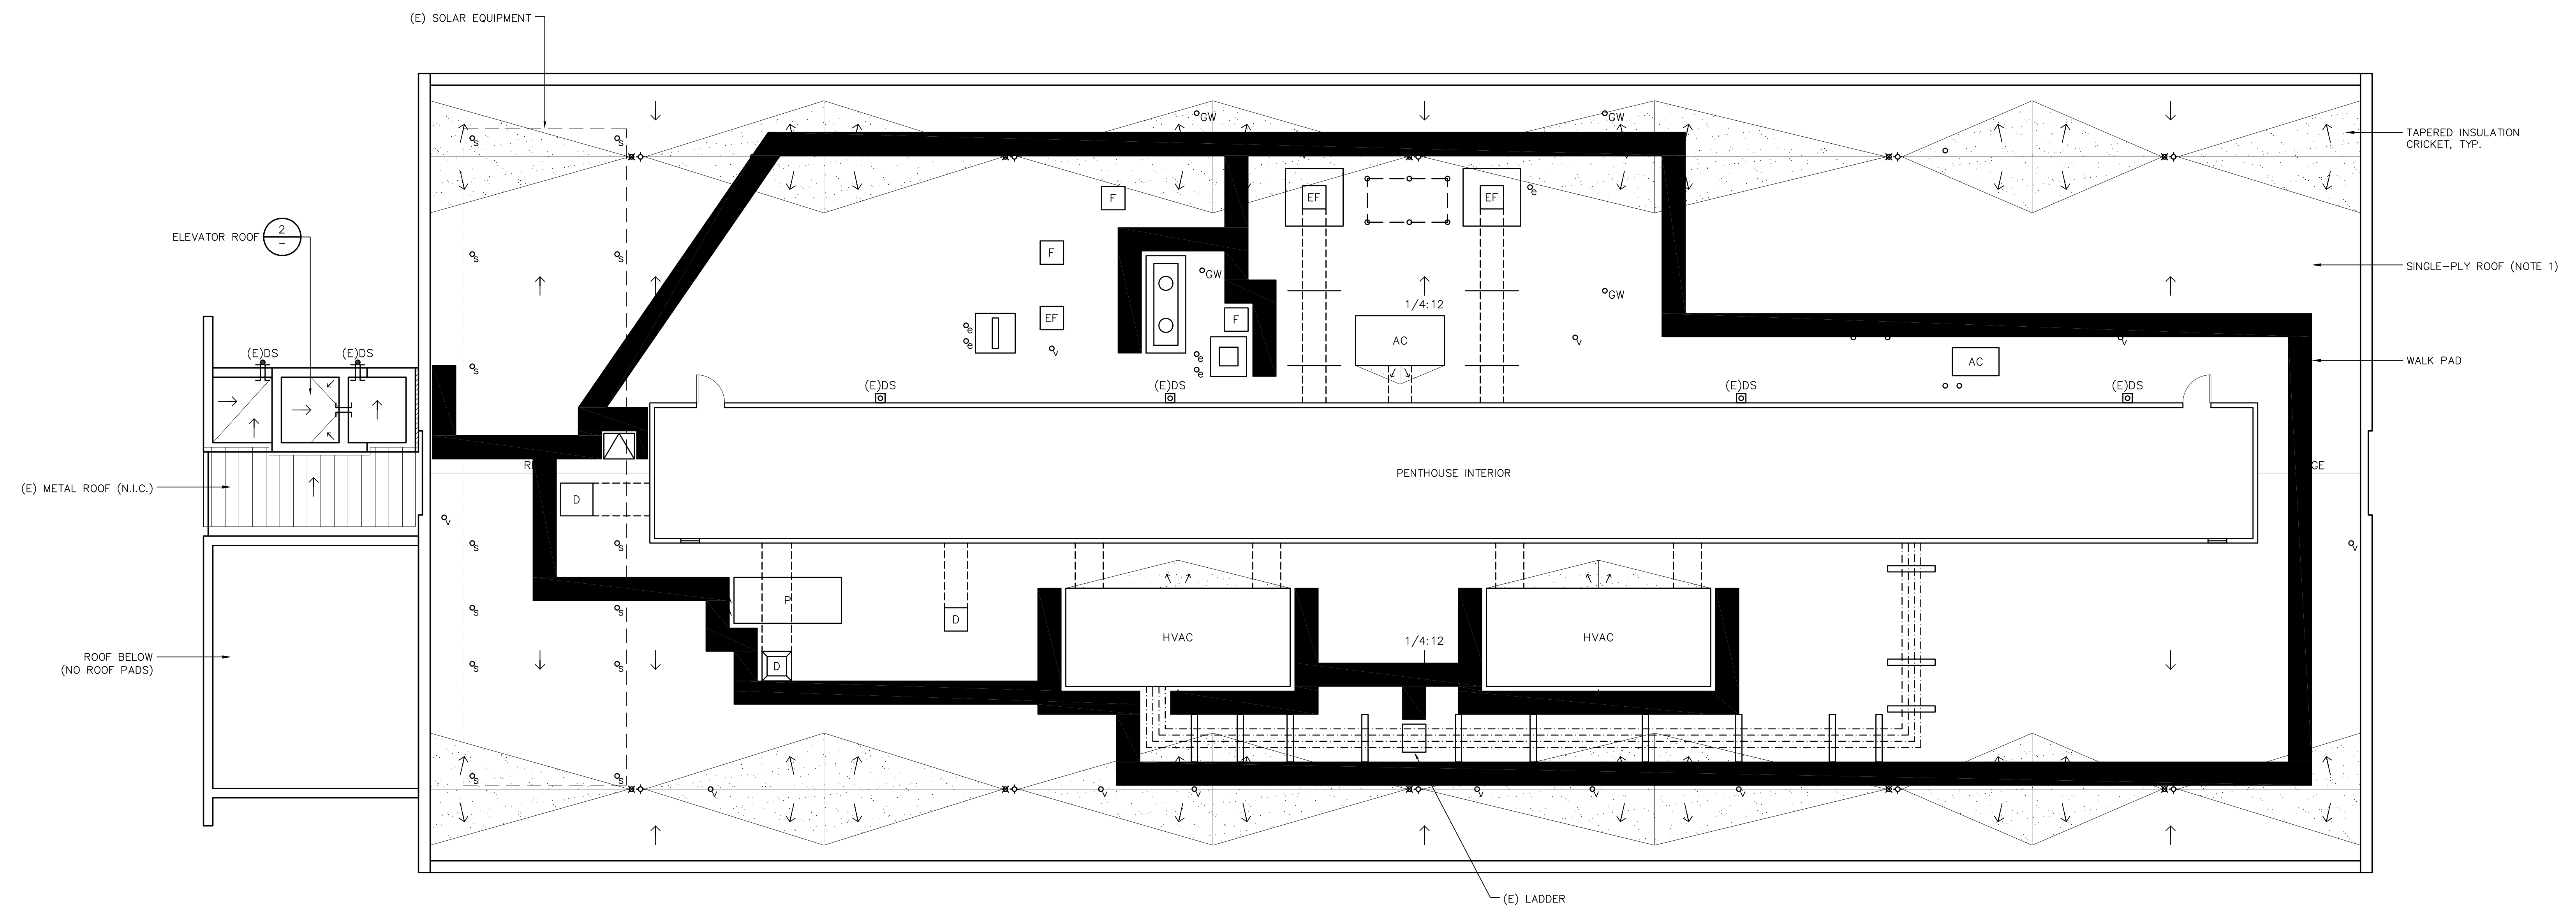 (E) SOLAR EQUIPMENT
GW
GW
S
S
TAPERED INSULATION
CRICKET, TYP.
F
EF
EF
e
ELEVATOR ROOF
2
–
F
S
S
GW
SINGLE-PLY ROOF (NOTE 1)
GW
1/4:12
EF
F
e
e
V
AC
V
V
(E)DS
(E)DS
e
e
AC
WALK PAD
S
(E)DS
(E)DS
(E)DS
(E)DS
PENTHOUSE INTERIOR
GE
(E) METAL ROOF (N.I.C.)
D
V
S
S
V
P
S
S
D
HVAC
1/4:12
HVAC
ROOF BELOW
(NO ROOF PADS)
S
S
D
S
S
V
V
V
V
V
V
(E) LADDER